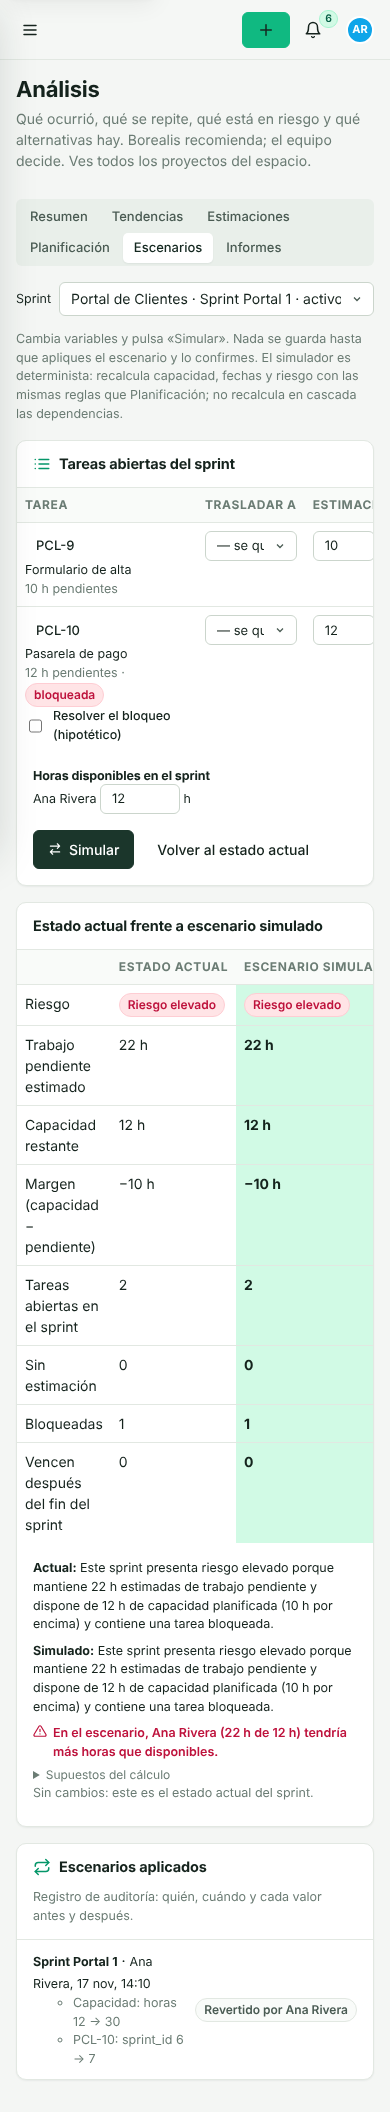 6
AR
Análisis
Qué ocurrió, qué se repite, qué está en riesgo y qué
alternativas hay. Borealis recomienda; el equipo
decide. Ves todos los proyectos del espacio.
Resumen Tendencias Estimaciones
Planificación Escenarios Informes
Sprint Portal de Clientes · Sprint Portal 1 · activo
Cambia variables y pulsa «Simular». Nada se guarda hasta
que apliques el escenario y lo confirmes. El simulador es
determinista: recalcula capacidad, fechas y riesgo con las
mismas reglas que Planificación; no recalcula en cascada
las dependencias.
Tareas abiertas del sprint
TAREA TRASLADAR A ESTIMAC
PCL-9 — se qu 10
Formulario de alta
10 h pendientes
PCL-10 — se qu 12
Pasarela de pago
12 h pendientes ·
bloqueada
Resolver el bloqueo
(hipotético)
Horas disponibles en el sprint
Ana Rivera 12 h
Simular Volver al estado actual
Estado actual frente a escenario simulado
ESTADO ACTUAL ESCENARIO SIMULA
Riesgo Riesgo elevado Riesgo elevado
Trabajo 22 h 22 h
pendiente
estimado
Capacidad 12 h 12 h
restante
Margen −10 h −10 h
(capacidad
−
pendiente)
Tareas 2 2
abiertas en
el sprint
Sin 0 0
estimación
Bloqueadas 1 1
Vencen 0 0
después
del fin del
sprint
Actual: Este sprint presenta riesgo elevado porque
mantiene 22 h estimadas de trabajo pendiente y
dispone de 12 h de capacidad planificada (10 h por
encima) y contiene una tarea bloqueada.
Simulado: Este sprint presenta riesgo elevado porque
mantiene 22 h estimadas de trabajo pendiente y
dispone de 12 h de capacidad planificada (10 h por
encima) y contiene una tarea bloqueada.
En el escenario, Ana Rivera (22 h de 12 h) tendría
más horas que disponibles.
Supuestos del cálculo
Sin cambios: este es el estado actual del sprint.
Escenarios aplicados
Registro de auditoría: quién, cuándo y cada valor
antes y después.
Sprint Portal 1 · Ana
Rivera, 17 nov, 14:10
Capacidad: horas
12 → 30
PCL-10: sprint_id 6
→ 7
Revertido por Ana Rivera